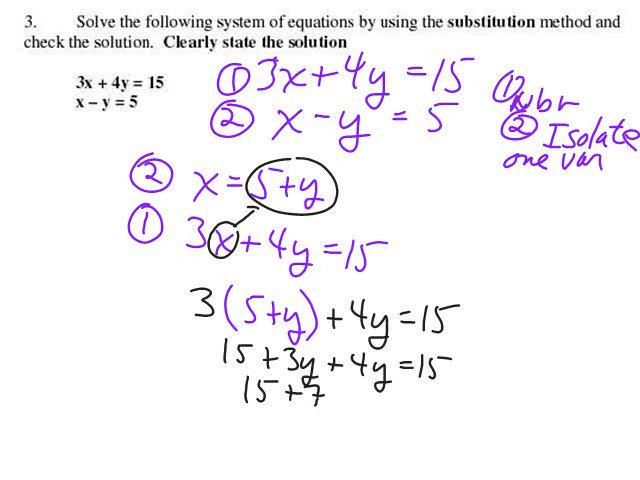 3. Solve the following system of equations by using the substitution method and
check the solution. Clearly state the solution
3x + 4y = 15
x – y = 5
① 3x + 4y = 15
② x - y = 5
① Nbr
② Isolate
one var
② x = 5+y
① 3x + 4y = 15
3(5+y) + 4y = 15
15 + 3y + 4y = 15
15 + 7